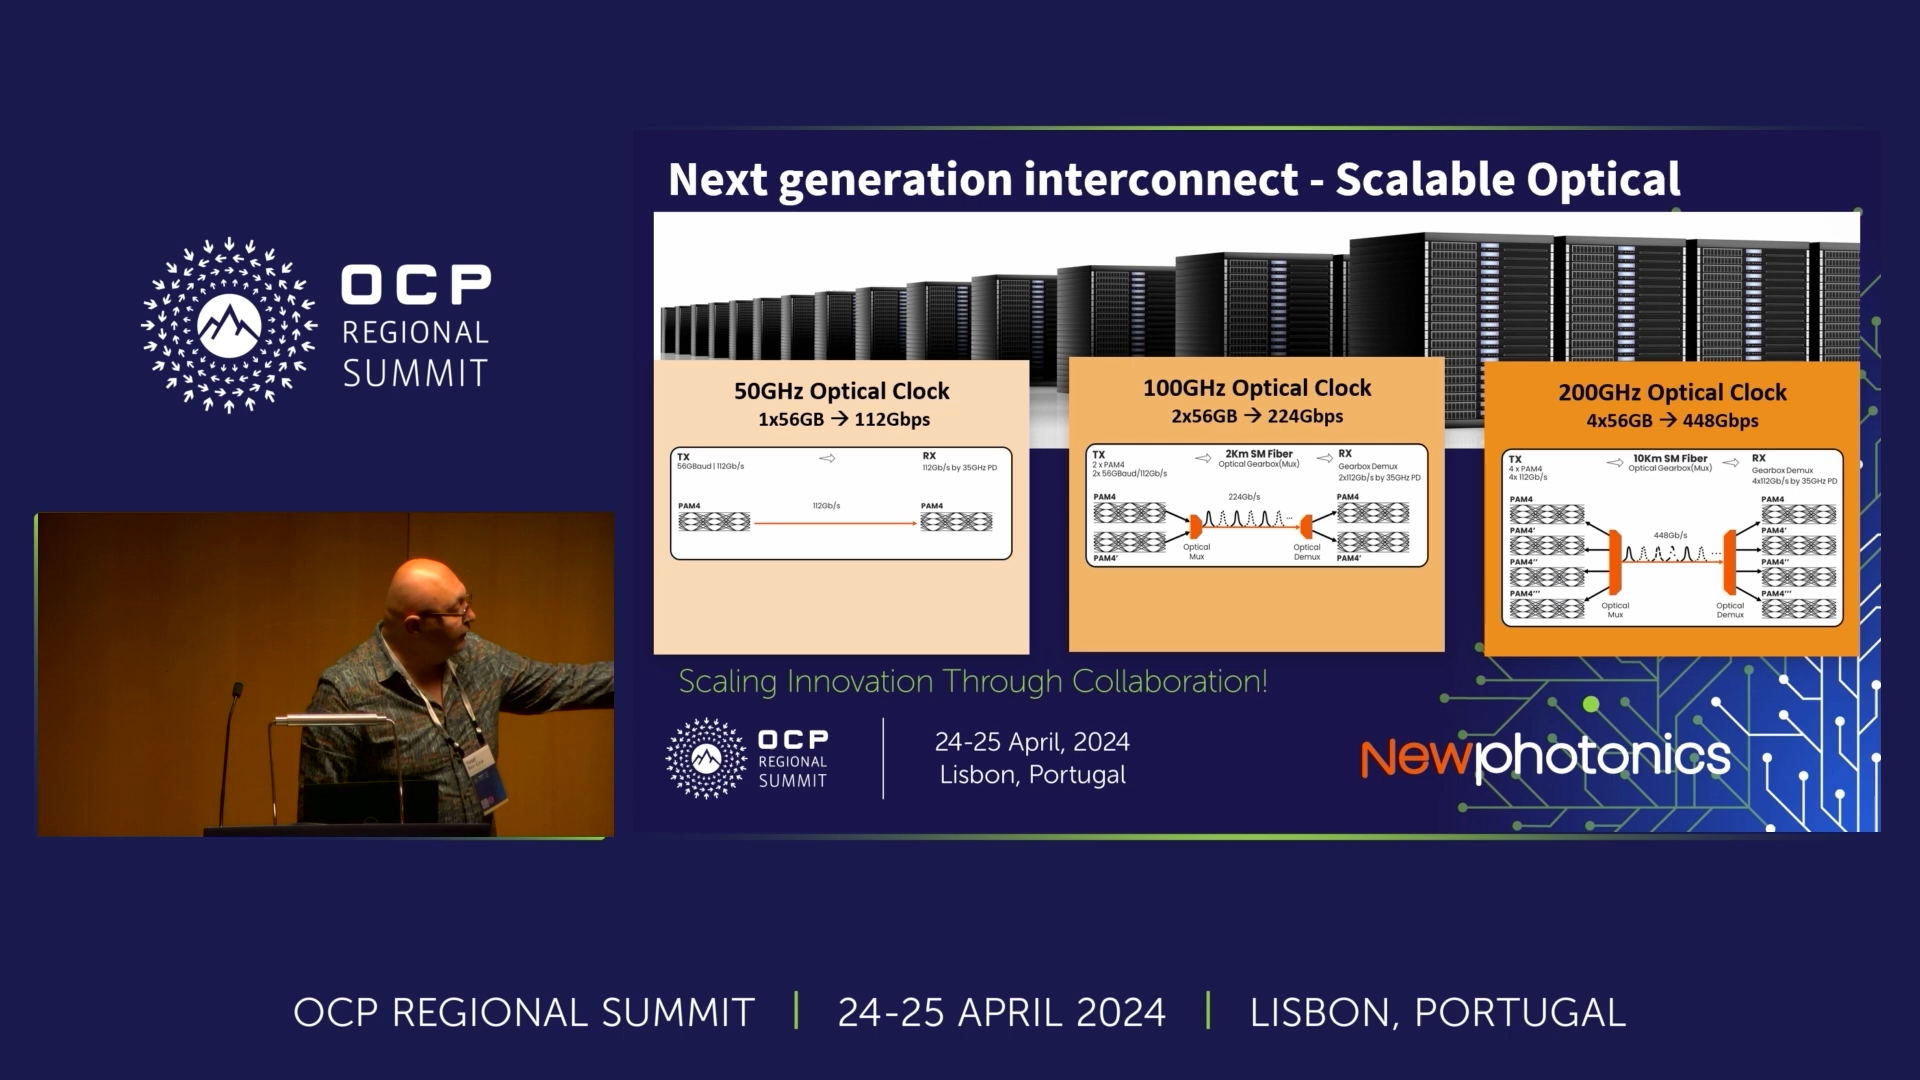 OCP
REGIONAL
SUMMIT
Next generation interconnect - Scalable Optical
50GHz Optical Clock
1x56GB → 112Gbps
TX
56GBaud | 112Gb/s
RX
112Gb/s by 35GHz PD
PAM4
112Gb/s
PAM4
100GHz Optical Clock
2x56GB → 224Gbps
TX
2 x PAM4
2x 56GBaud/112Gb/s
2Km SM Fiber
Optical Gearbox(Mux)
RX
Gearbox Demux
2x112Gb/s by 35GHz PD
PAM4
224Gb/s
PAM4
PAM4'
Optical
Mux
Optical
Demux
PAM4'
200GHz Optical Clock
4x56GB → 448Gbps
TX
4 x PAM4
4x 112Gb/s
10Km SM Fiber
Optical Gearbox(Mux)
RX
Gearbox Demux
4x112Gb/s by 35GHz PD
PAM4
PAM4'
PAM4''
PAM4'''
448Gb/s
Optical
Mux
Optical
Demux
PAM4
PAM4'
PAM4''
PAM4'''
Scaling Innovation Through Collaboration!
OCP
REGIONAL
SUMMIT
24-25 April, 2024
Lisbon, Portugal
Newphotonics
OCP REGIONAL SUMMIT | 24-25 APRIL 2024 | LISBON, PORTUGAL